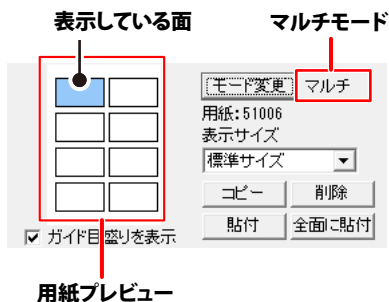 表示している面
マルチモード
モード変更 マルチ
用紙:51006
表示サイズ
標準サイズ
コピー 削除
貼付 全面に貼付
ガイド目盛りを表示
用紙プレビュー